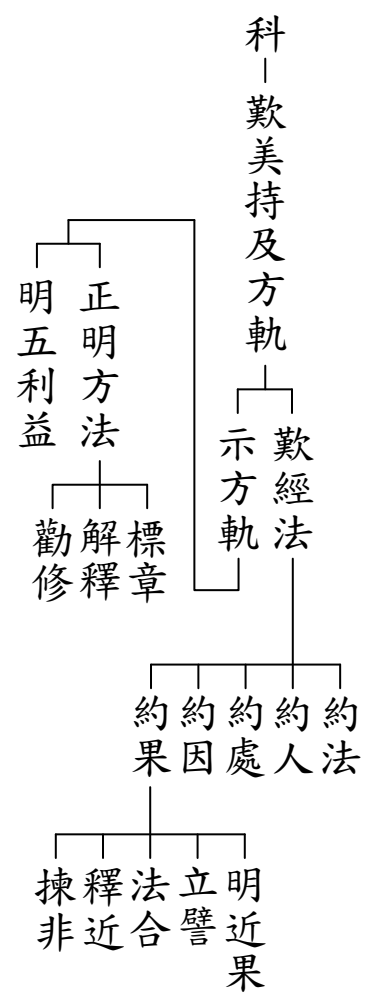 科
歎美持及方軌
歎經法
示方軌
約法
約人
約處
約因
約果
明近果
立譬
法合
釋近
揀非
正明方法
明五利益
標章
解釋
勸修